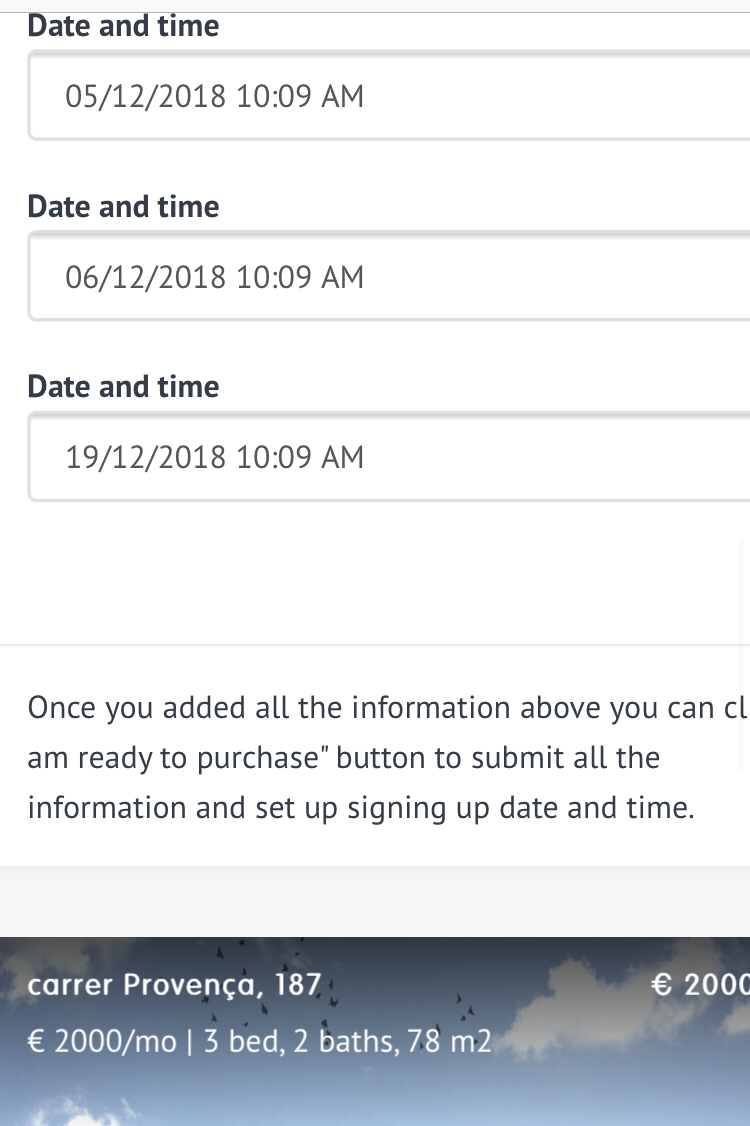 Date and time
05/12/2018 10:09 AM
Date and time
06/12/2018 10:09 AM
Date and time
19/12/2018 10:09 AM
Once you added all the information above you can cl
am ready to purchase" button to submit all the
information and set up signing up date and time.
carrer Provença, 187
€ 2000
€ 2000/mo | 3 bed, 2 baths, 78 m2